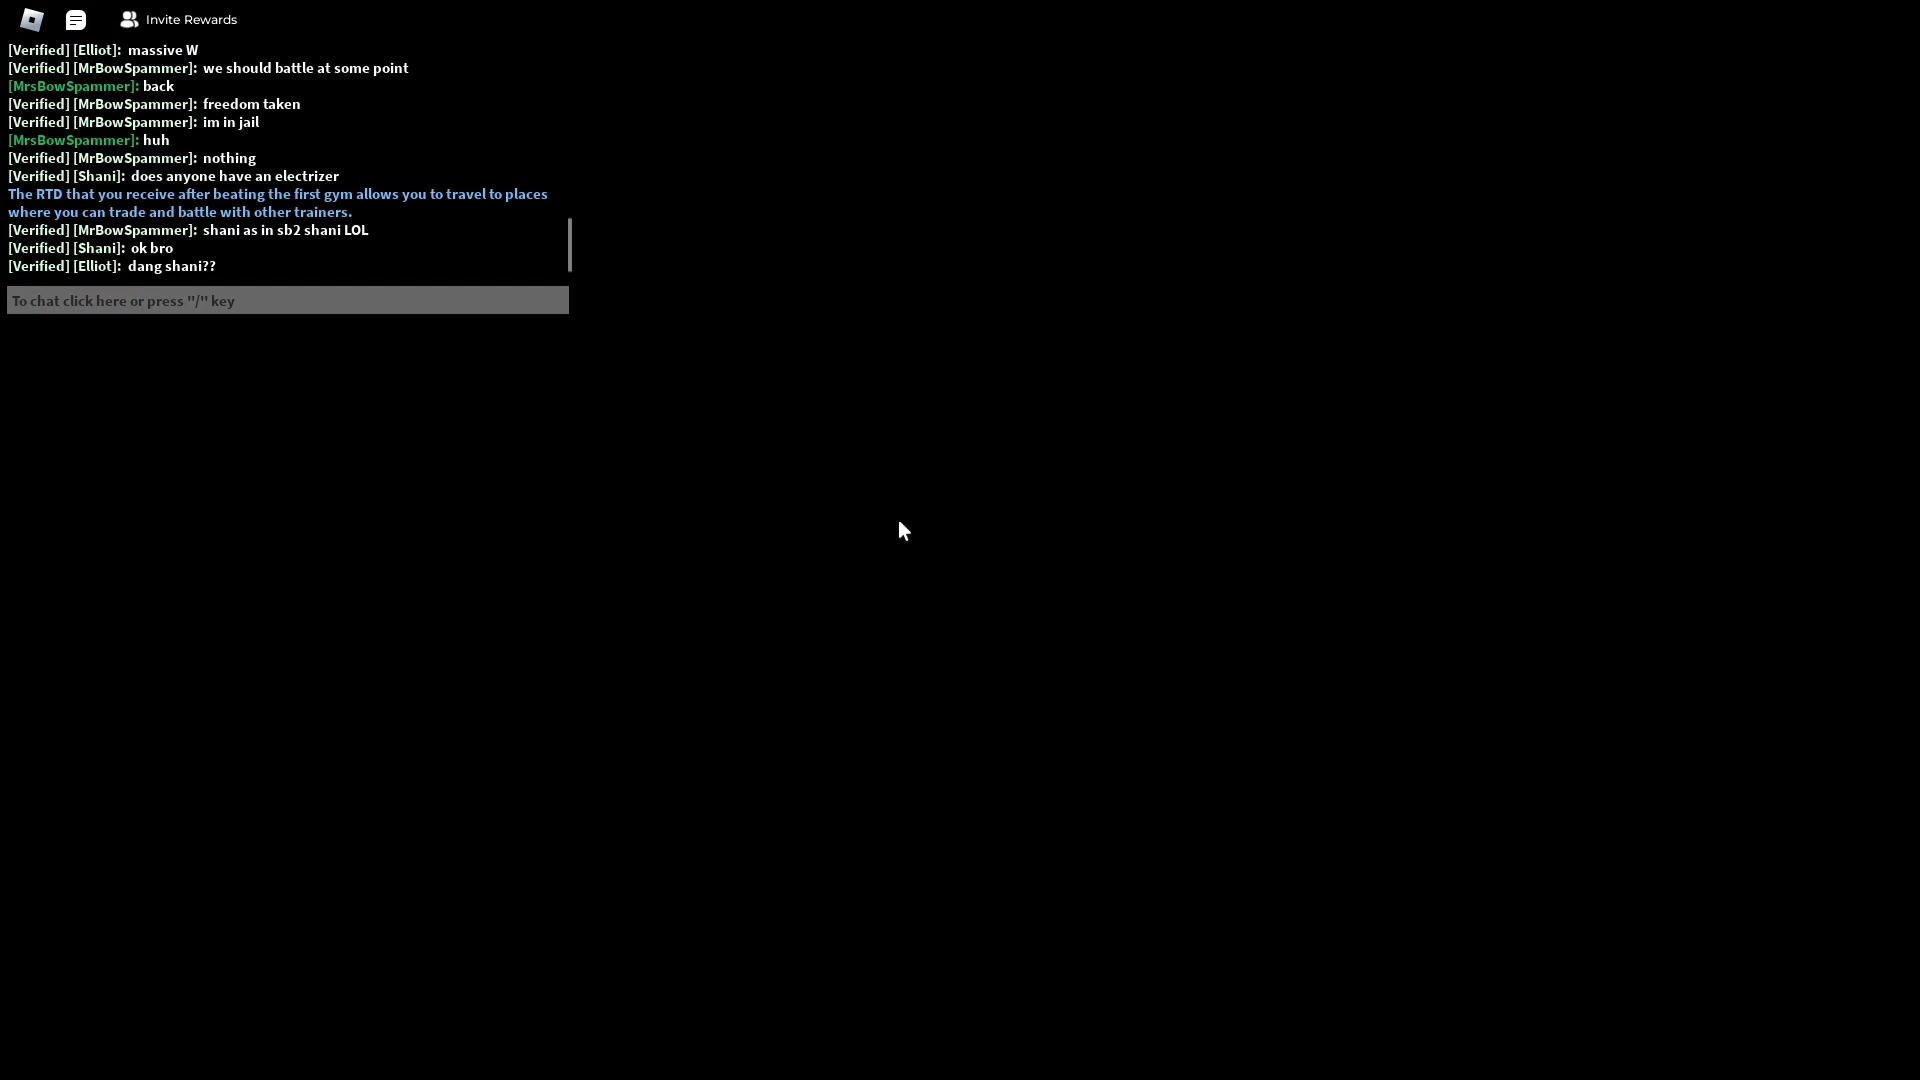 Invite Rewards
[Verified] [Elliot]: massive W
[Verified] [MrBowSpammer]: we should battle at some point
[MrsBowSpammer]: back
[Verified] [MrBowSpammer]: freedom taken
[Verified] [MrBowSpammer]: im in jail
[MrsBowSpammer]: huh
[Verified] [MrBowSpammer]: nothing
[Verified] [Shani]: does anyone have an electrizer
The RTD that you receive after beating the first gym allows you to travel to places
where you can trade and battle with other trainers.
[Verified] [MrBowSpammer]: shani as in sb2 shani LOL
[Verified] [Shani]: ok bro
[Verified] [Elliot]: dang shani??
To chat click here or press "/" key